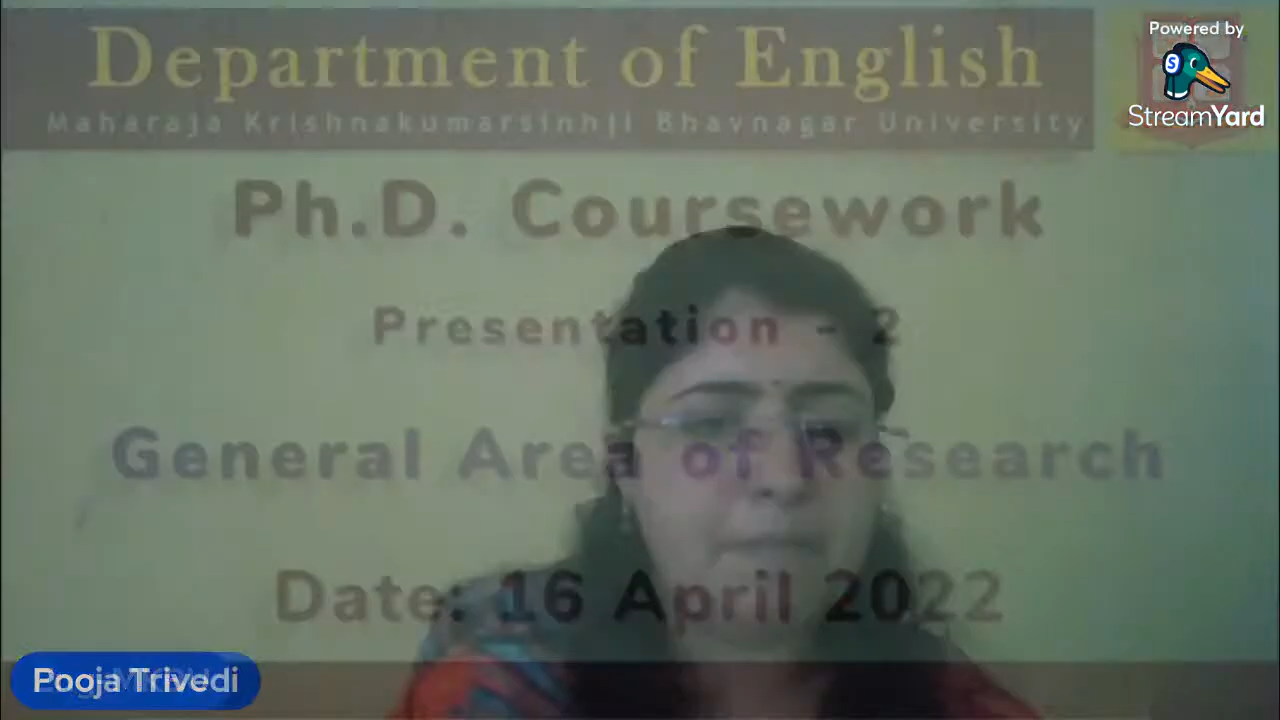 Department of English
Maharaja Krishnakumarsinhji Bhavnagar University
Powered by
StreamYard
Ph.D. Coursework
Presentation - 2
General Area of Research
Date: 16 April 2022
Pooja Trivedi